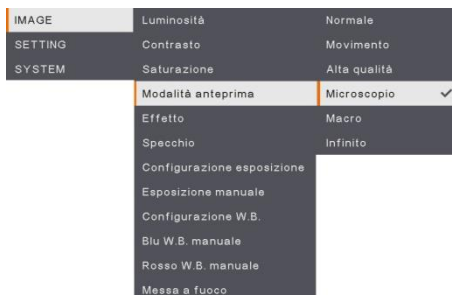 IMAGE
SETTING
SYSTEM
Luminosità
Contrasto
Saturazione
Modalità anteprima
Effetto
Specchio
Configurazione esposizione
Esposizione manuale
Configurazione W.B.
Blu W.B. manuale
Rosso W.B. manuale
Messa a fuoco
Normale
Movimento
Alta qualità
Microscopio
Macro
Infinito